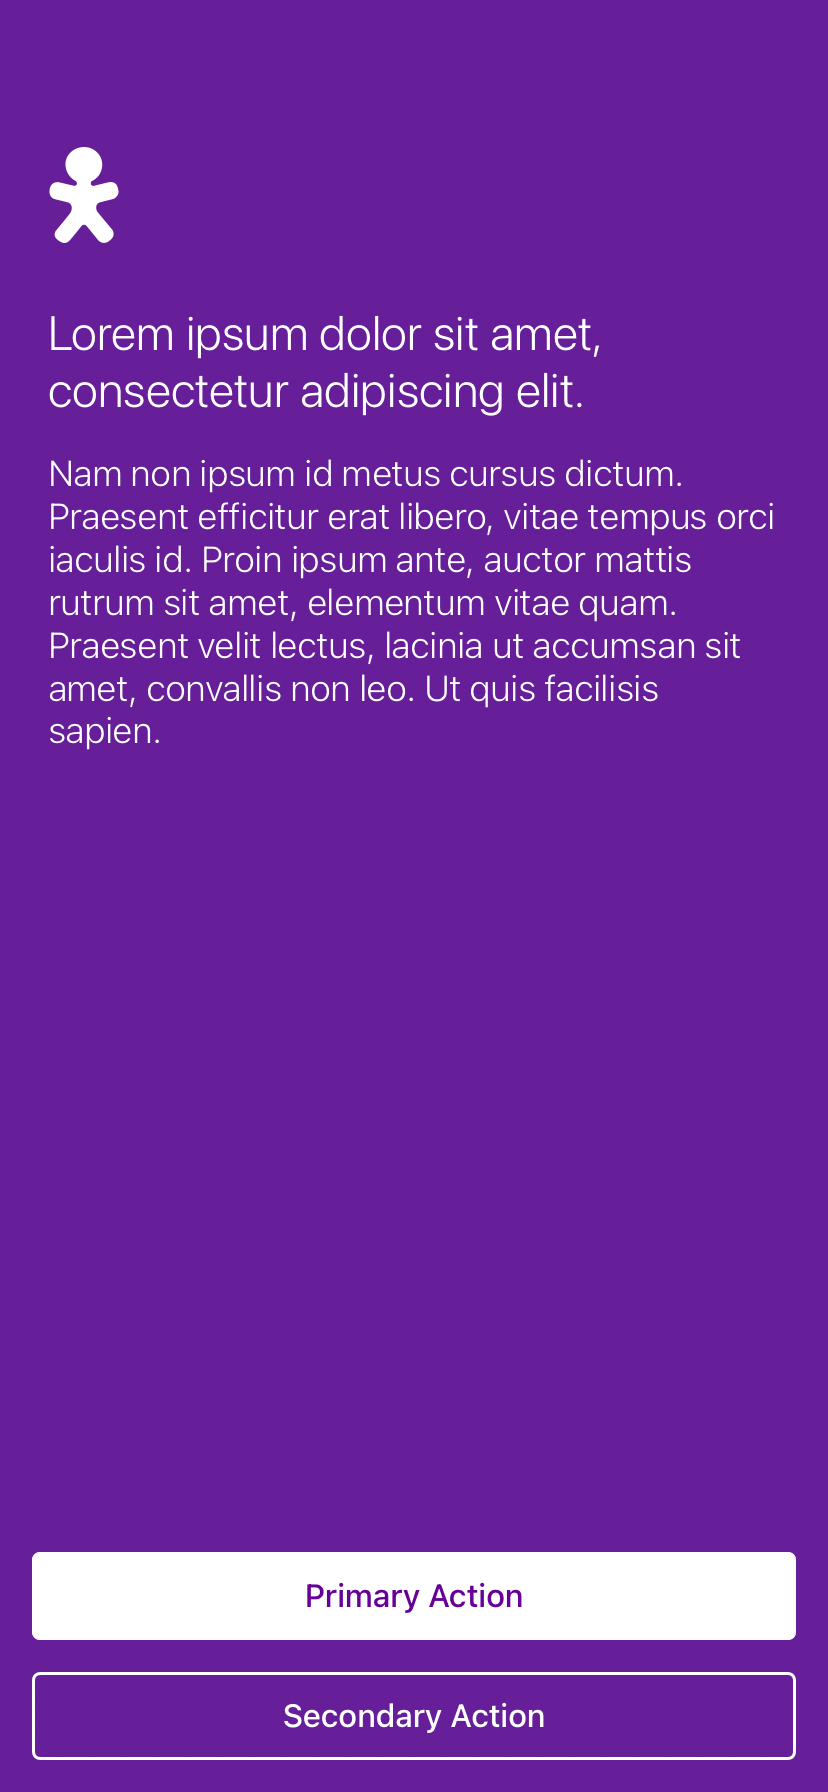 Lorem ipsum dolor sit amet,
consectetur adipiscing elit.
Nam non ipsum id metus cursus dictum.
Praesent efficitur erat libero, vitae tempus orci
iaculis id. Proin ipsum ante, auctor mattis
rutrum sit amet, elementum vitae quam.
Praesent velit lectus, lacinia ut accumsan sit
amet, convallis non leo. Ut quis facilisis
sapien.
Primary Action
Secondary Action